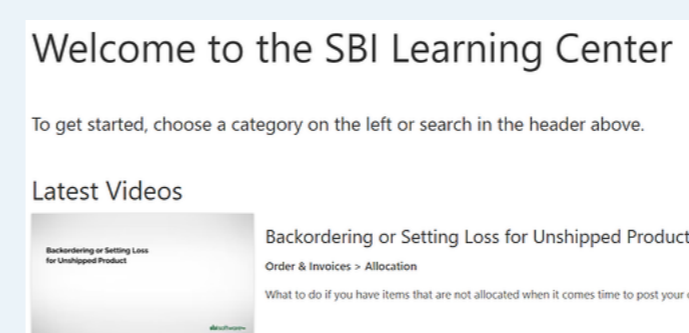 Welcome to the SBI Learning Center
To get started, choose a category on the left or search in the header above.
Latest Videos
Backordering or Setting Loss
for Unshipped Product
Backordering or Setting Loss for Unshipped Product
Order & Invoices > Allocation
What to do if you have items that are not allocated when it comes time to post your
sbisoftware